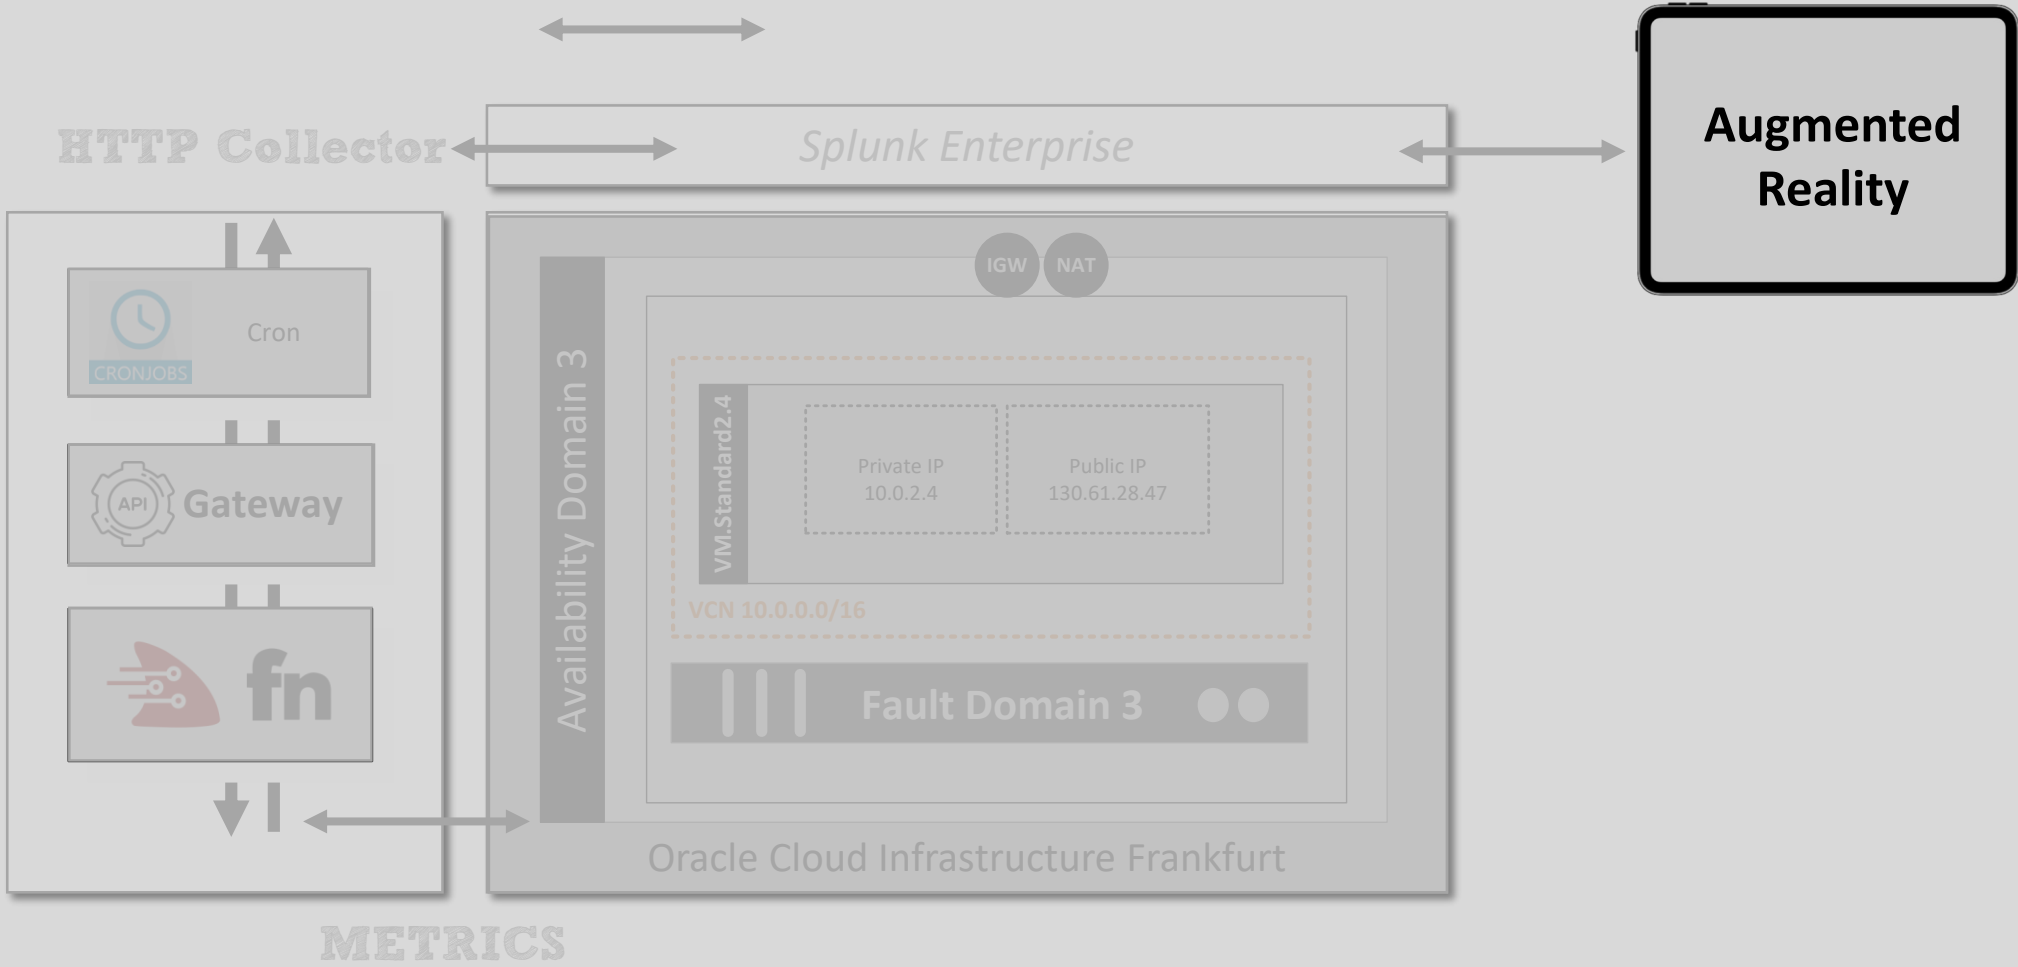 Augmented
Reality
HTTP Collector
Splunk Enterprise
IGW
NAT
CRONJOBS
Cron
API
Gateway
fn
Availability Domain 3
VM.Standard2.4
Private IP
10.0.2.4
Public IP
130.61.28.47
VCN 10.0.0.0/16
Fault Domain 3
Oracle Cloud Infrastructure Frankfurt
METRICS